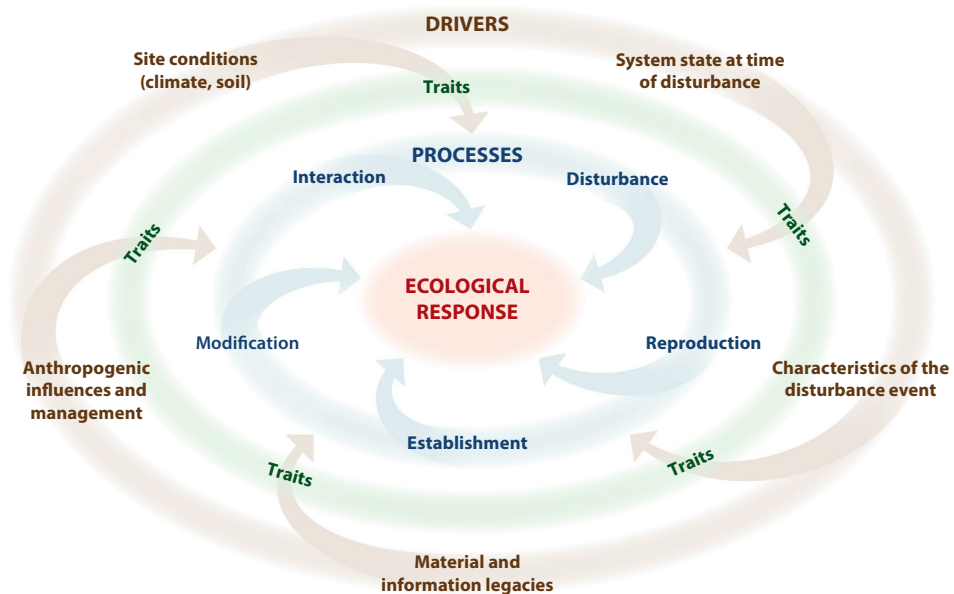 DRIVERS
Site conditions
(climate, soil)
System state at time
of disturbance
Traits
PROCESSES
Interaction
Disturbance
Traits
Traits
ECOLOGICAL
RESPONSE
Modification
Reproduction
Anthropogenic
influences and
management
Characteristics of the
disturbance event
Establishment
Traits
Traits
Material and
information legacies